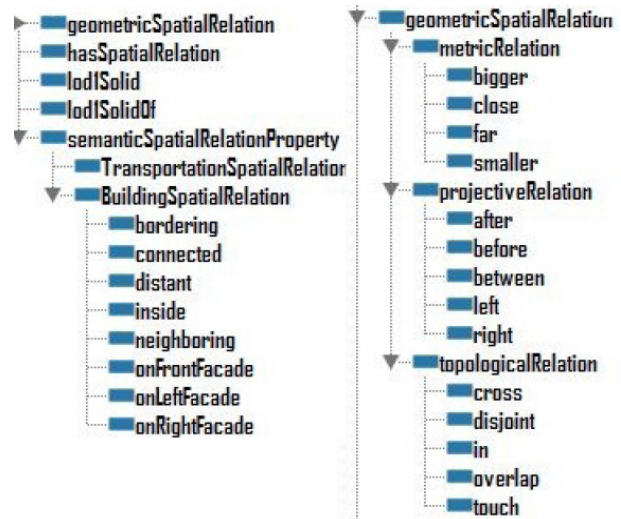 geometricSpatialRelation
hasSpatialRelation
lod1Solid
lod1SolidOf
semanticSpatialRelationProperty
TransportationSpatialRelation
BuildingSpatialRelation
bordering
connected
distant
inside
neighboring
onFrontFacade
onLeftFacade
onRightFacade
geometricSpatialRelation
metricRelation
bigger
close
far
smaller
projectiveRelation
after
before
between
left
right
topologicalRelation
cross
disjoint
in
overlap
touch